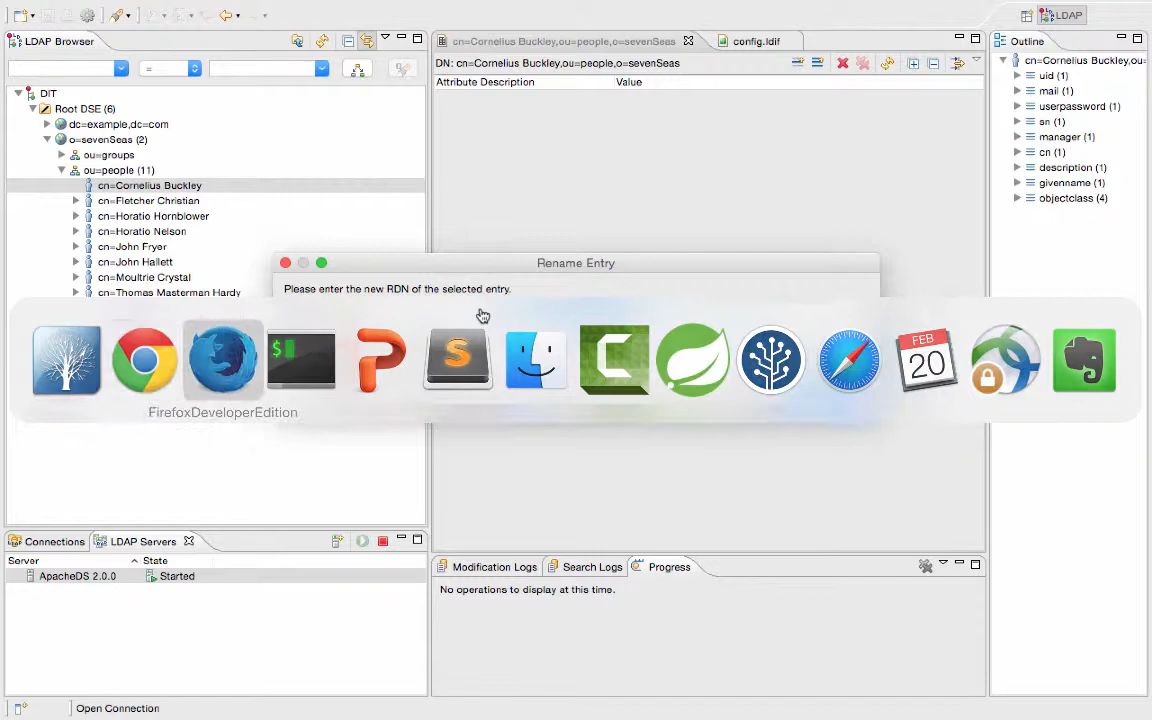 LDAP
LDAP Browser
cn=Cornelius Buckley,ou=people,o=sevenSeas
config.ldif
Outline
=
DN: cn=Cornelius Buckley,ou=people,o=sevenSeas
cn=Cornelius Buckley,ou=
Attribute Description
Value
uid (1)
mail (1)
userpassword (1)
sn (1)
manager (1)
cn (1)
description (1)
givenname (1)
objectclass (4)
DIT
Root DSE (6)
dc=example,dc=com
o=sevenSeas (2)
ou=groups
ou=people (11)
cn=Cornelius Buckley
cn=Fletcher Christian
cn=Horatio Hornblower
cn=Horatio Nelson
cn=John Fryer
cn=John Hallett
cn=Moultrie Crystal
cn=Thomas Masterman Hardy
Rename Entry
Please enter the new RDN of the selected entry.
$
P
S
C
FEB
20
FirefoxDeveloperEdition
Connections
LDAP Servers
Server
State
ApacheDS 2.0.0
Started
Modification Logs
Search Logs
Progress
No operations to display at this time.
Open Connection